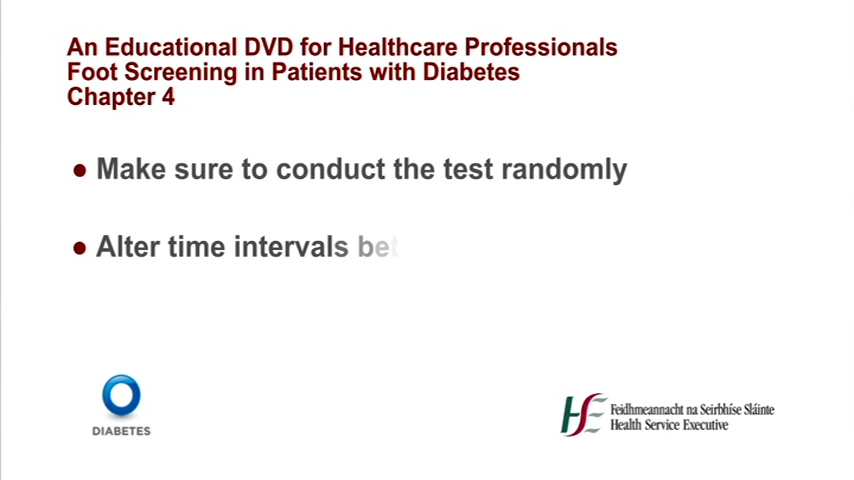 An Educational DVD for Healthcare Professionals
Foot Screening in Patients with Diabetes
Chapter 4
● Make sure to conduct the test randomly
● Alter time intervals bet
DIABETES
HSE Feidhmeannacht na Seirbhíse Sláinte
Health Service Executive